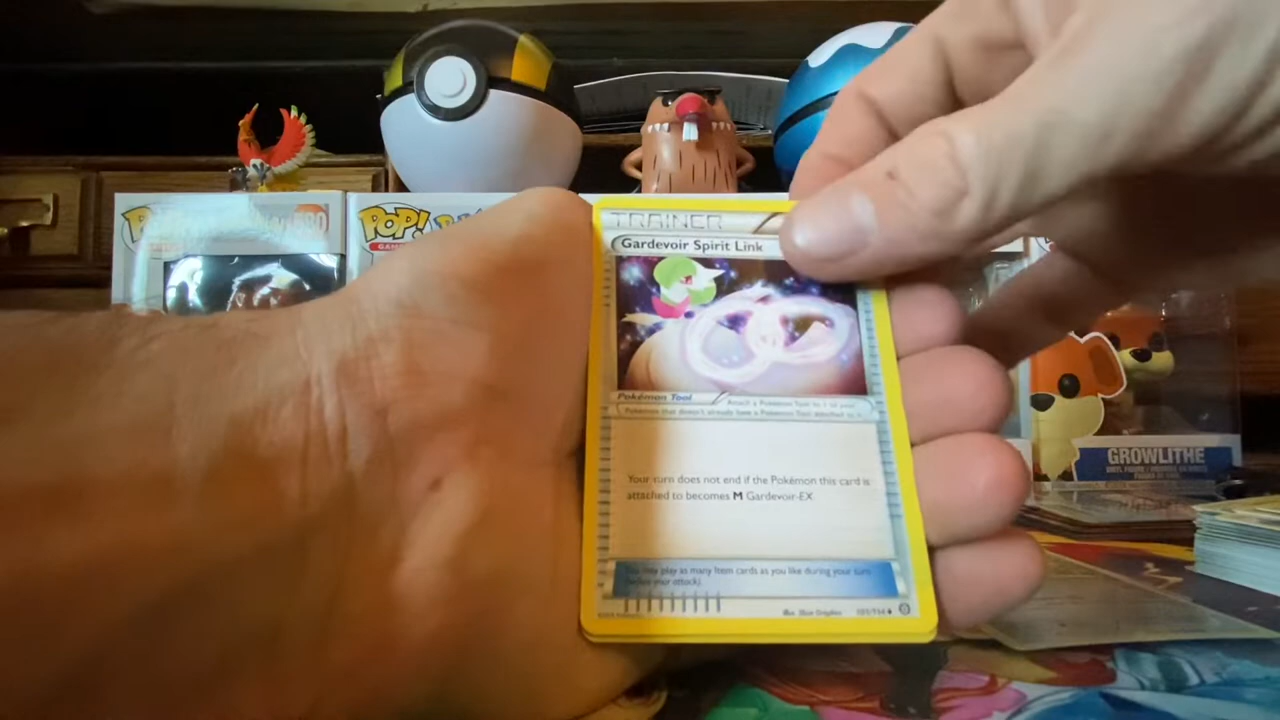 POP!
POP!
TRAINER
Gardevoir Spirit Link
Pokémon Tool
Attach a Pokémon Tool to 1 of your
Pokémon that doesn't already have a Pokémon Tool attached to it.
Your turn does not end if the Pokémon this card is
attached to becomes M Gardevoir-EX.
You may play as many Item cards as you like during your turn
(before your attack).
101/114
GROWLITHE